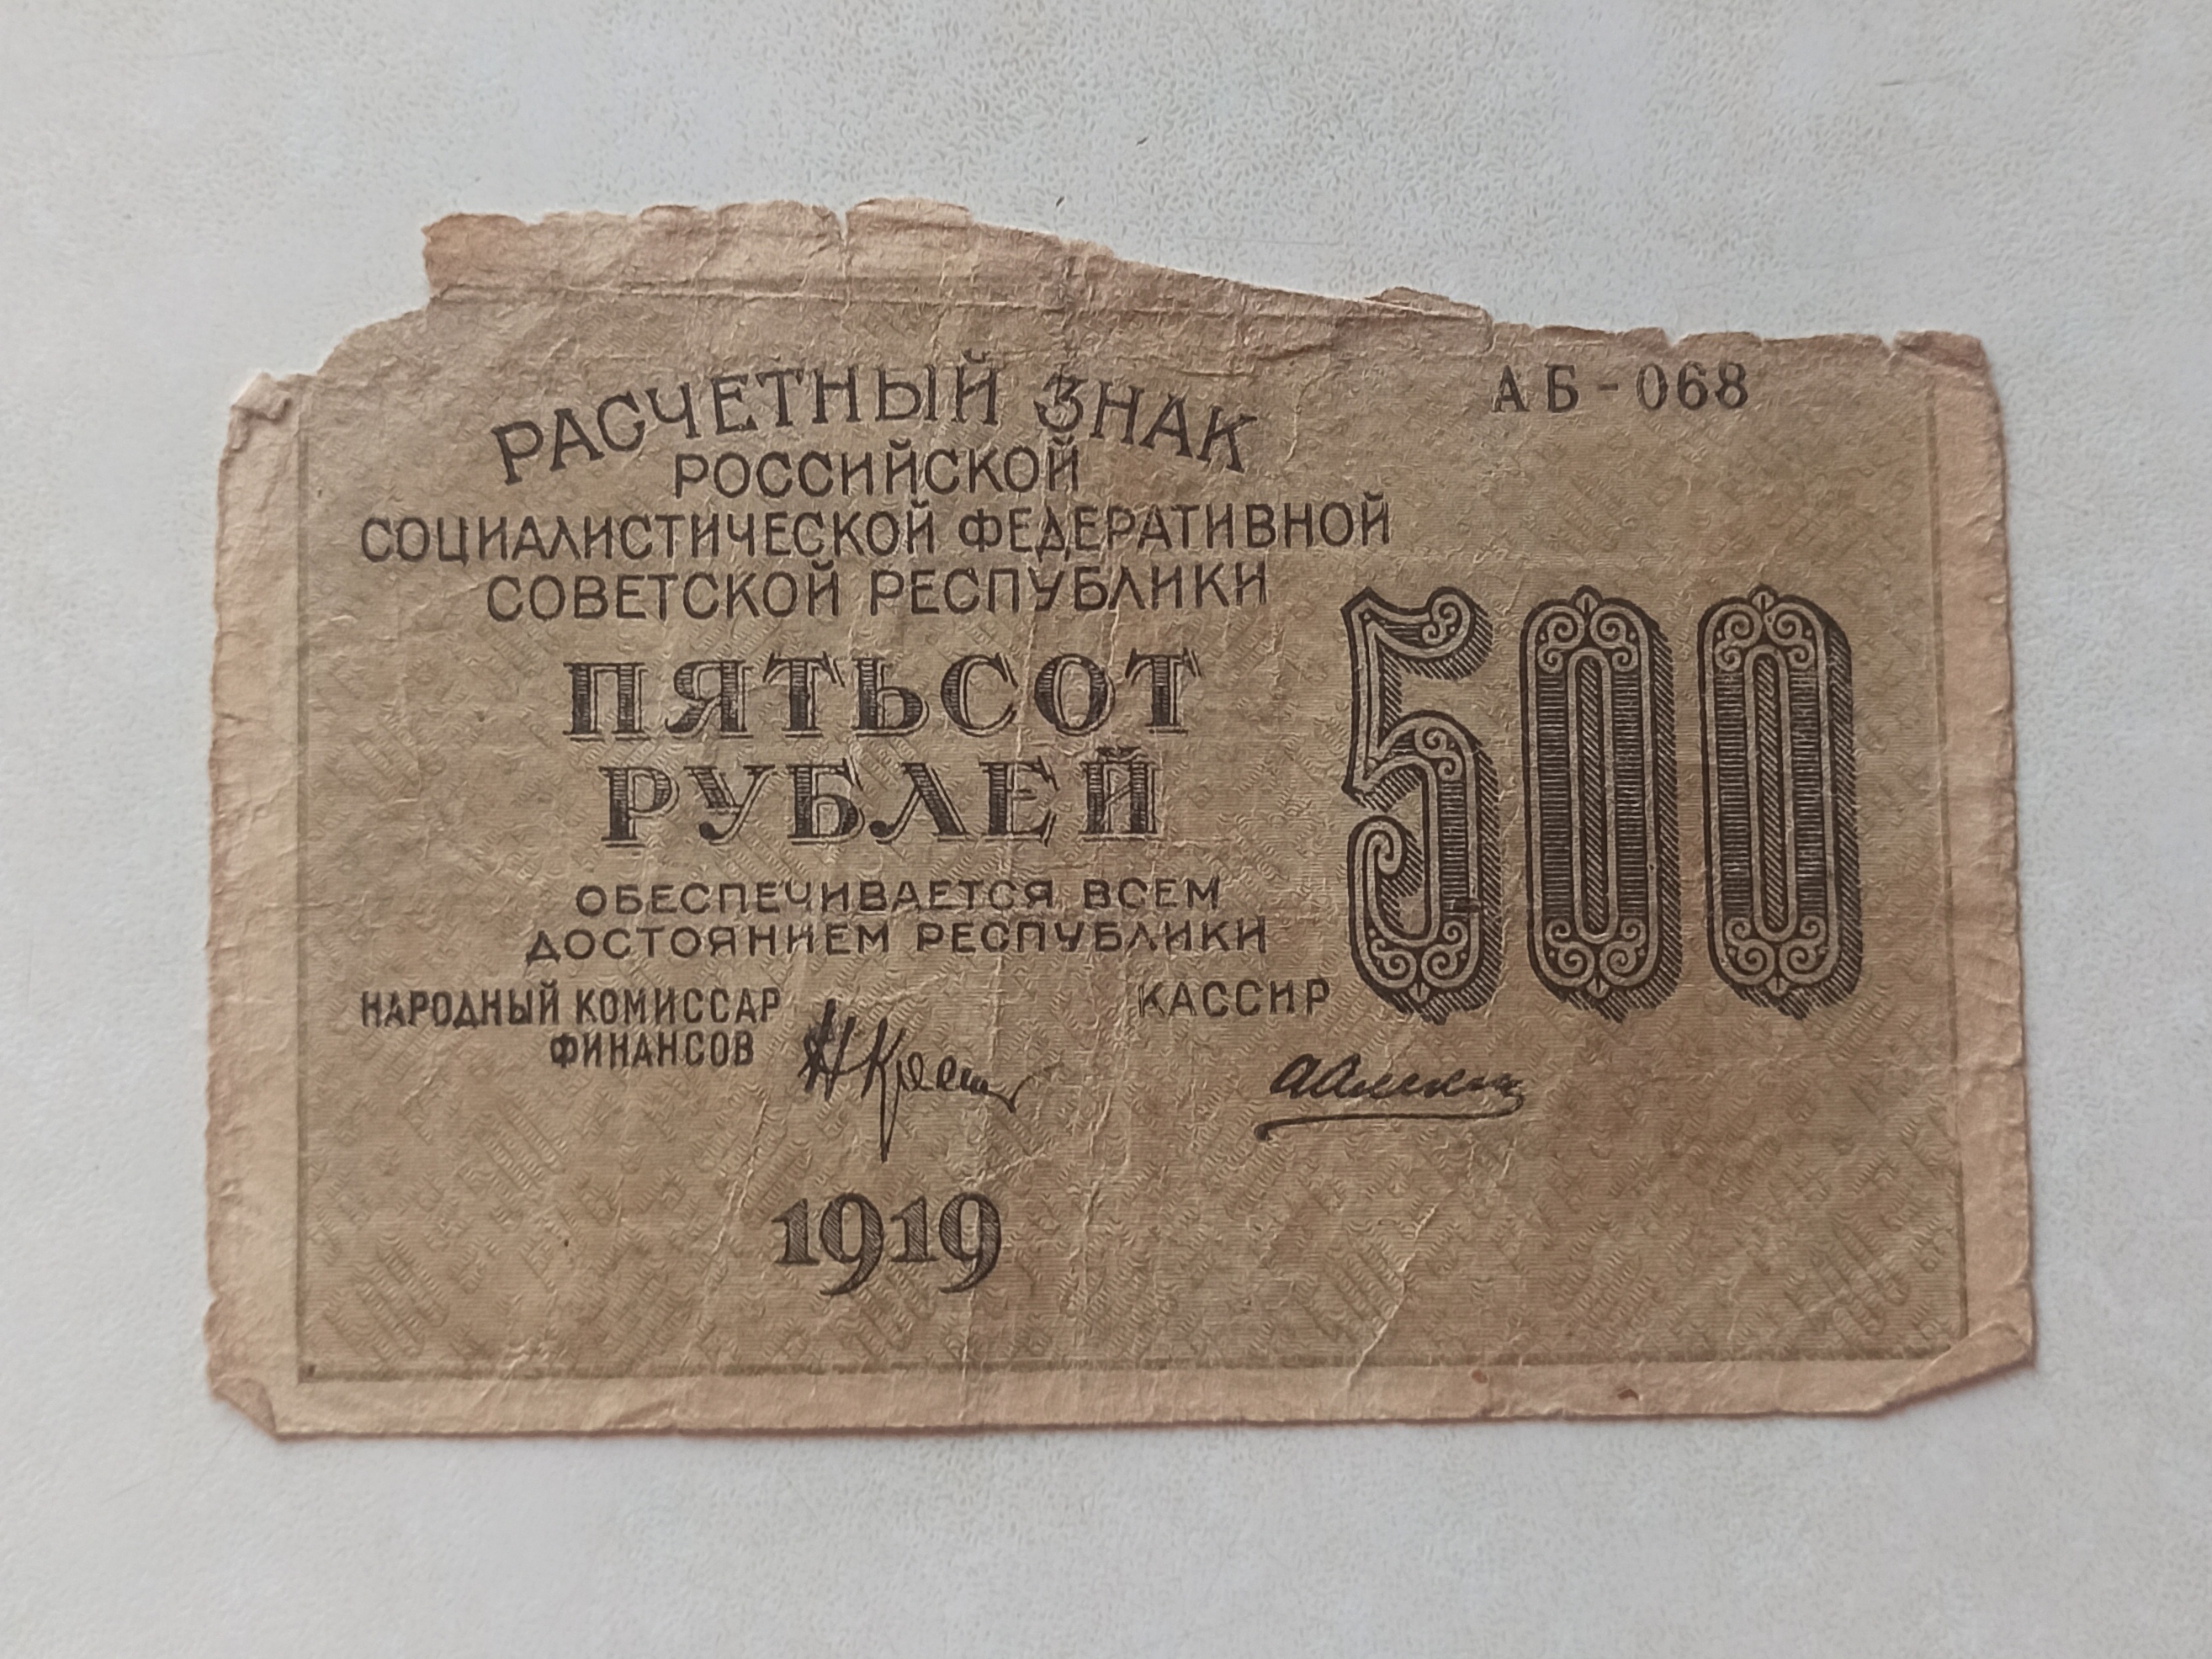 РАСЧЕТНЫЙ ЗНАК
АБ-068
РОССИЙСКОЙ
СОЦИАЛИСТИЧЕСКОЙ ФЕДЕРАТИВНОЙ
СОВЕТСКОЙ РЕСПУБЛИКИ
ПЯТЬСОТ
РУБЛЕЙ
500
ОБЕСПЕЧИВАЕТСЯ ВСЕМ
ДОСТОЯНИЕМ РЕСПУБЛИКИ
НАРОДНЫЙ КОМИССАР
ФИНАНСОВ
КАССИР
1919